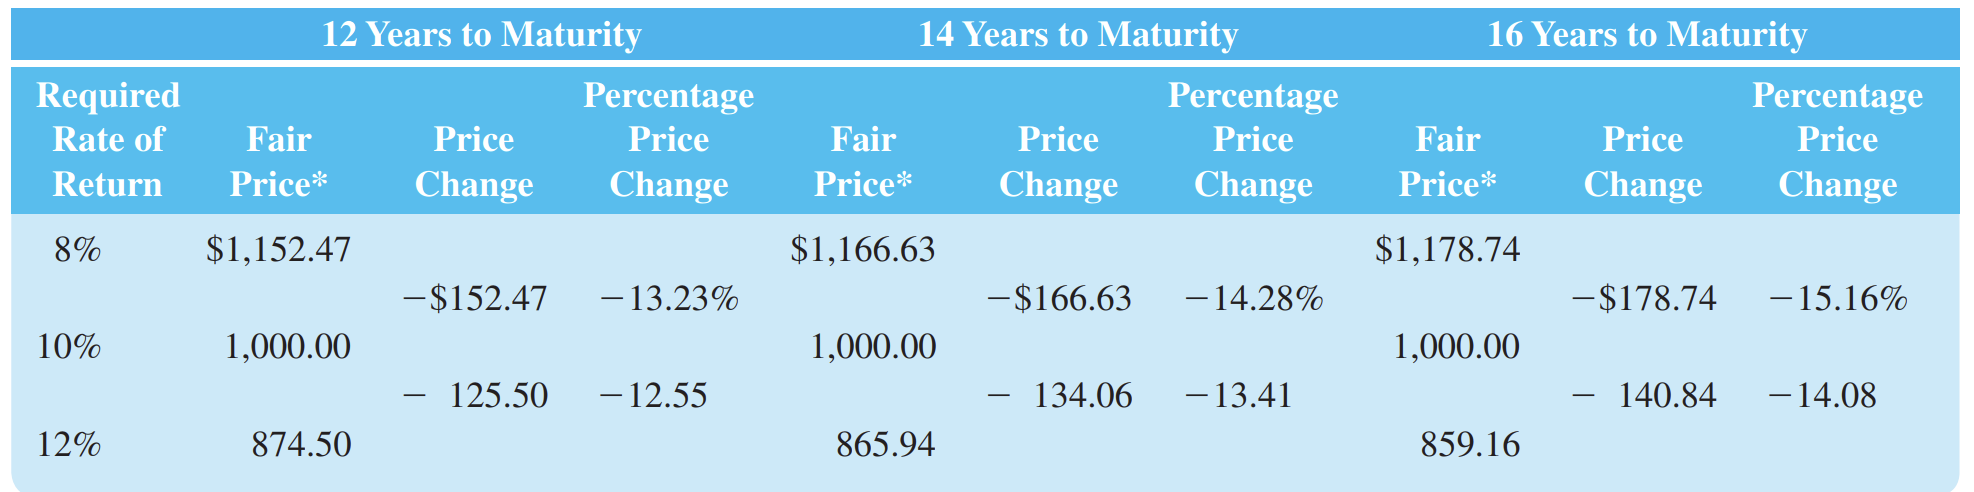 12 Years to Maturity 14 Years to Maturity 16 Years to Maturity
Required Percentage Percentage Percentage
Rate of Fair Price Price Fair Price Price Fair Price Price
Return Price* Change Change Price* Change Change Price* Change Change
8% $1,152.47 $1,166.63 $1,178.74
−$152.47 −13.23% −$166.63 −14.28% −$178.74 −15.16%
10% 1,000.00 1,000.00 1,000.00
− 125.50 −12.55 − 134.06 −13.41 − 140.84 −14.08
12% 874.50 865.94 859.16